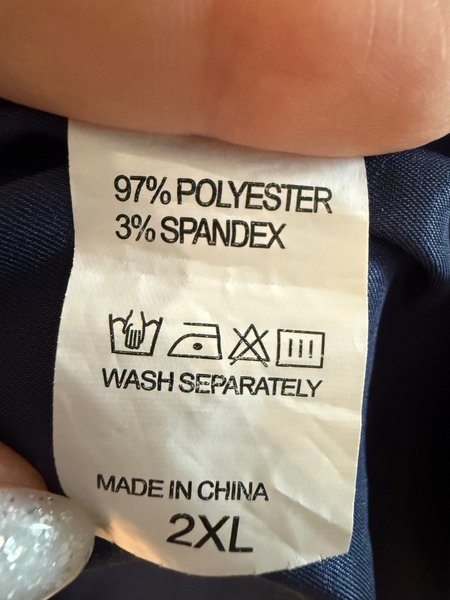 97% POLYESTER
3% SPANDEX
WASH SEPARATELY
MADE IN CHINA
2XL